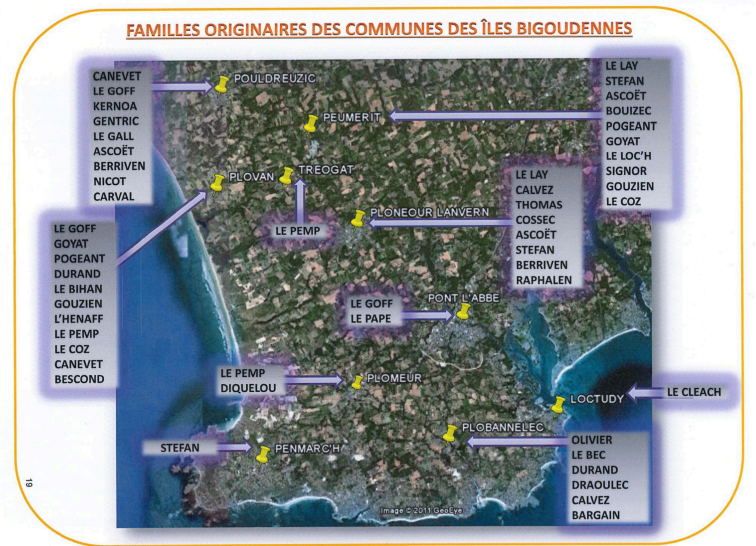 FAMILLES ORIGINAIRES DES COMMUNES DES ÎLES BIGOUDENNES
CANEVET
LE GOFF
KERNOA
GENTRIC
LE GALL
ASCOËT
BERRIVEN
NICOT
CARVAL
POULDREUZIC
PEUMERIT
LE LAY
STEFAN
ASCOËT
BOUIZEC
POGEANT
GOYAT
LE LOC'H
SIGNOR
GOUZIEN
LE COZ
PLOVAN
TREOGAT
LE PEMP
PLONEOUR LANVERN
LE LAY
CALVEZ
THOMAS
COSSEC
ASCOËT
STEFAN
BERRIVEN
RAPHALEN
LE GOFF
GOYAT
POGEANT
DURAND
LE BIHAN
GOUZIEN
L'HENAFF
LE PEMP
LE COZ
CANEVET
BESCOND
LE GOFF
LE PAPE
PONT L'ABBE
LE PEMP
DIQUELOU
PLOMEUR
LOCTUDY
LE CLEACH
STEFAN
PENMARC'H
PLOBANNELEC
OLIVIER
LE BEC
DURAND
DRAOULEC
CALVEZ
BARGAIN
Image © 2011 GeoEye
19